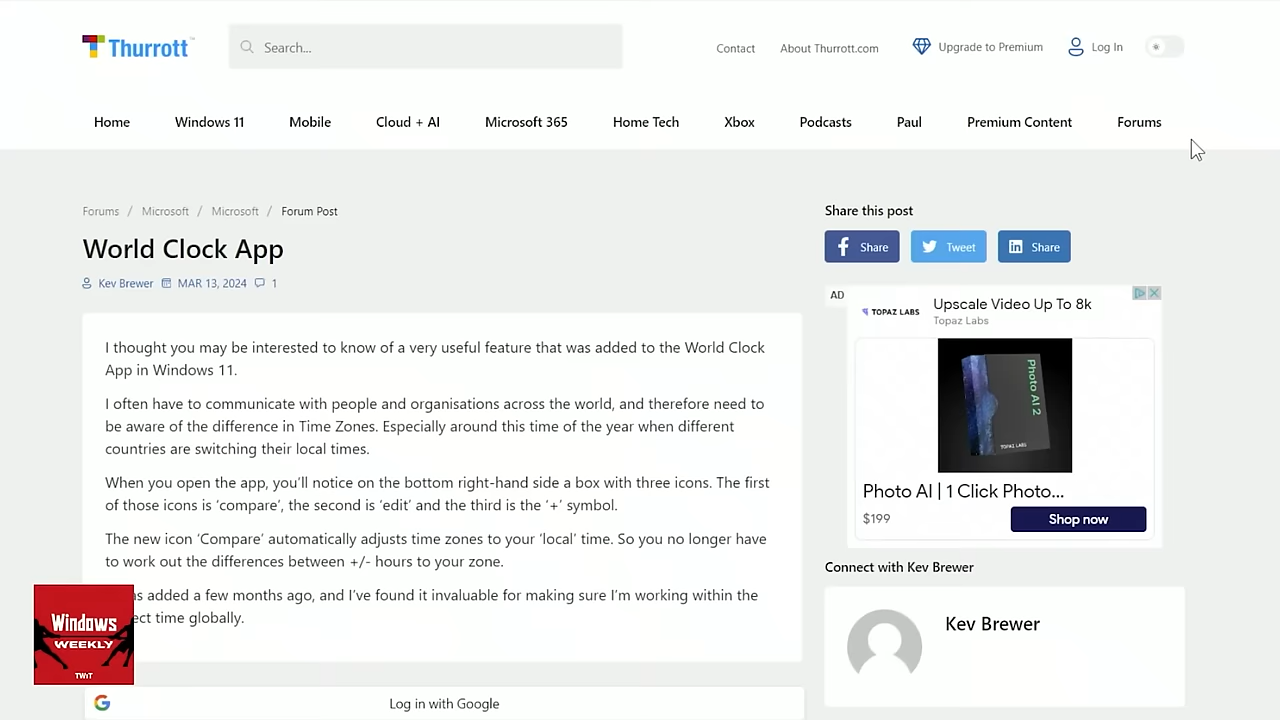 Thurrott
Search...
Contact
About Thurrott.com
Upgrade to Premium
Log In
Home
Windows 11
Mobile
Cloud + AI
Microsoft 365
Home Tech
Xbox
Podcasts
Paul
Premium Content
Forums
Forums / Microsoft / Microsoft / Forum Post
World Clock App
Kev Brewer MAR 13, 2024 1
I thought you may be interested to know of a very useful feature that was added to the World Clock
App in Windows 11.
I often have to communicate with people and organisations across the world, and therefore need to
be aware of the difference in Time Zones. Especially around this time of the year when different
countries are switching their local times.
When you open the app, you’ll notice on the bottom right-hand side a box with three icons. The first
of those icons is ‘compare’, the second is ‘edit’ and the third is the ‘+’ symbol.
The new icon ‘Compare’ automatically adjusts time zones to your ‘local’ time. So you no longer have
to work out the differences between +/- hours to your zone.
added a few months ago, and I’ve found it invaluable for making sure I’m working within the
time globally.
Windows
WEEKLY
TWiT
Log in with Google
Share this post
Share
Tweet
Share
AD
TOPAZ LABS
Upscale Video Up To 8k
Topaz Labs
Photo AI 2
TOPAZ LABS
Photo AI | 1 Click Photo...
$199
Shop now
Connect with Kev Brewer
Kev Brewer